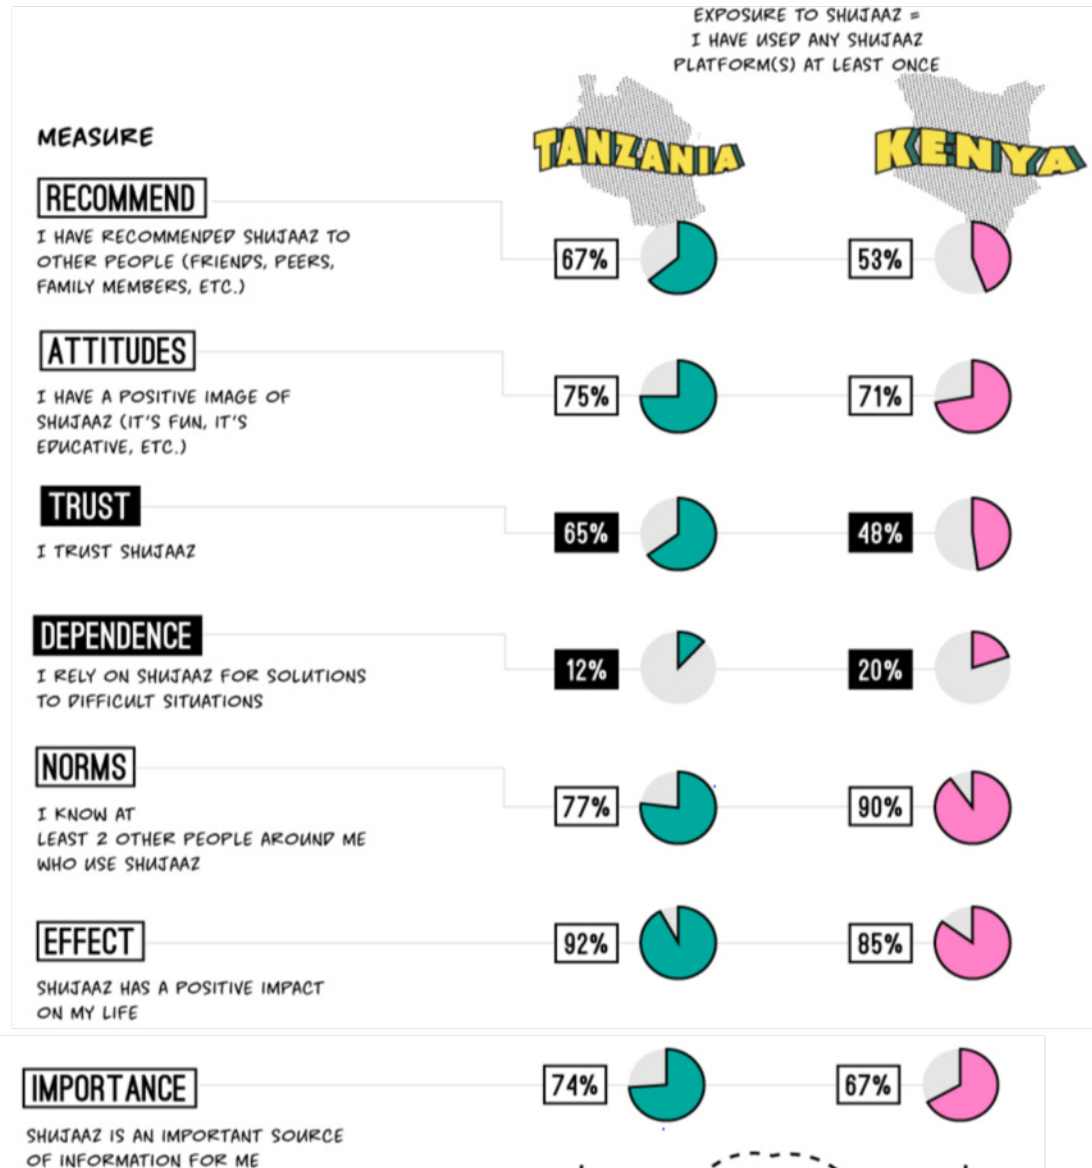 EXPOSURE TO SHUJAAZ =
I HAVE USED ANY SHUJAAZ
PLATFORM(S) AT LEAST ONCE
MEASURE
TANZANIA
KENYA
RECOMMEND
I HAVE RECOMMENDED SHUJAAZ TO
OTHER PEOPLE (FRIENDS, PEERS,
FAMILY MEMBERS, ETC.)
67%
53%
ATTITUDES
I HAVE A POSITIVE IMAGE OF
SHUJAAZ (IT'S FUN, IT'S
EDUCATIVE, ETC.)
75%
71%
TRUST
I TRUST SHUJAAZ
65%
48%
DEPENDENCE
I RELY ON SHUJAAZ FOR SOLUTIONS
TO DIFFICULT SITUATIONS
12%
20%
NORMS
I KNOW AT
LEAST 2 OTHER PEOPLE AROUND ME
WHO USE SHUJAAZ
77%
90%
EFFECT
SHUJAAZ HAS A POSITIVE IMPACT
ON MY LIFE
92%
85%
IMPORTANCE
SHUJAAZ IS AN IMPORTANT SOURCE
OF INFORMATION FOR ME
74%
67%